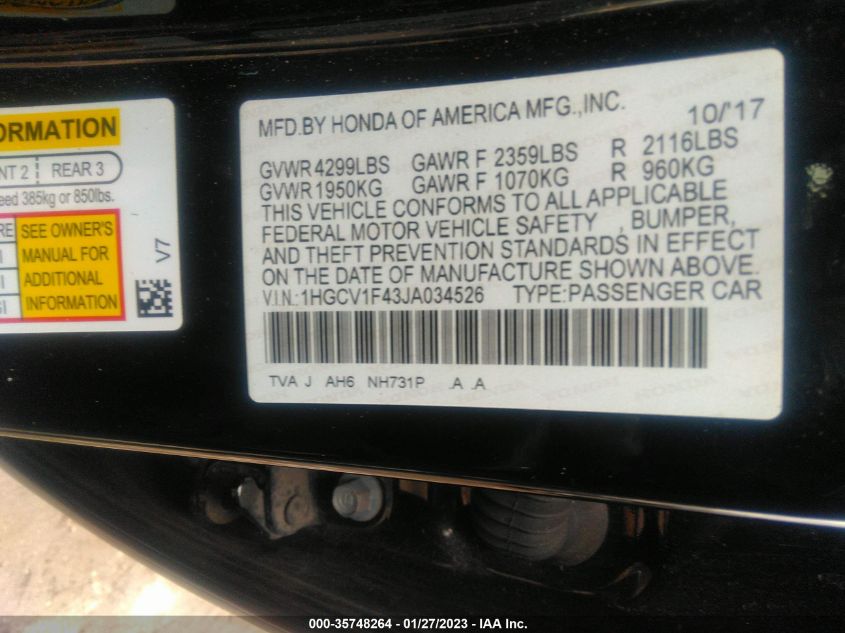 ORMATION
NT 2 REAR 3
eed 385kg or 850lbs.
RE SEE OWNER'S
MANUAL FOR
ADDITIONAL
INFORMATION
V7
MFD.BY HONDA OF AMERICA MFG.,INC. 10/'17
GVWR 4299LBS GAWR F 2359LBS R 2116LBS
GVWR 1950KG GAWR F 1070KG R 960KG
THIS VEHICLE CONFORMS TO ALL APPLICABLE
FEDERAL MOTOR VEHICLE SAFETY , BUMPER,
AND THEFT PREVENTION STANDARDS IN EFFECT
ON THE DATE OF MANUFACTURE SHOWN ABOVE.
V.I.N.:1HGCV1F43JA034526 TYPE:PASSENGER CAR
TVA J AH6 NH731P .A .A
000-35748264 / 01/27/2023 - IAA Inc.